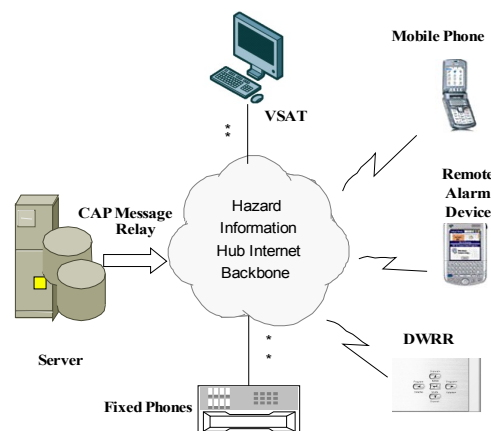 Mobile Phone
VSAT
**
Remote
Alarm
Device
CAP Message
Relay
Hazard
Information
Hub Internet
Backbone
DWRR
Server
**
Fixed Phones